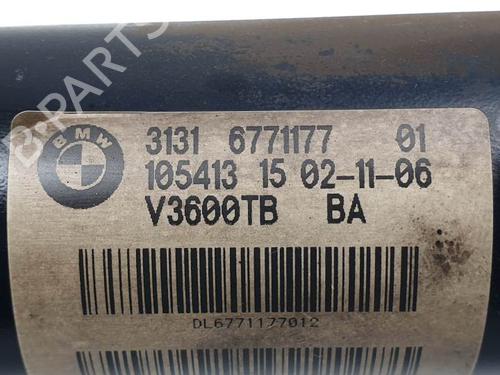 B-PARTS
BMW
3131 6771177 01
105413 15 02-11-06
V3600TB BA
DL6771177012